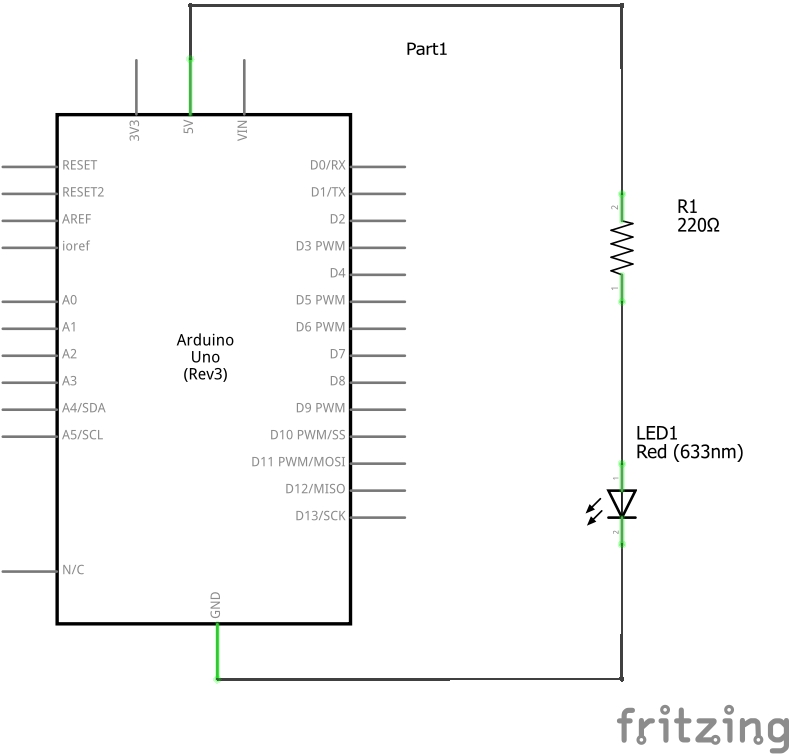 Part1
3V3
5V
VIN
RESET
RESET2
AREF
ioref
A0
A1
A2
A3
A4/SDA
A5/SCL
N/C
Arduino
Uno
(Rev3)
D0/RX
D1/TX
D2
D3 PWM
D4
D5 PWM
D6 PWM
D7
D8
D9 PWM
D10 PWM/SS
D11 PWM/MOSI
D12/MISO
D13/SCK
GND
2
R1
220Ω
1
LED1
Red (633nm)
1
2
fritzing